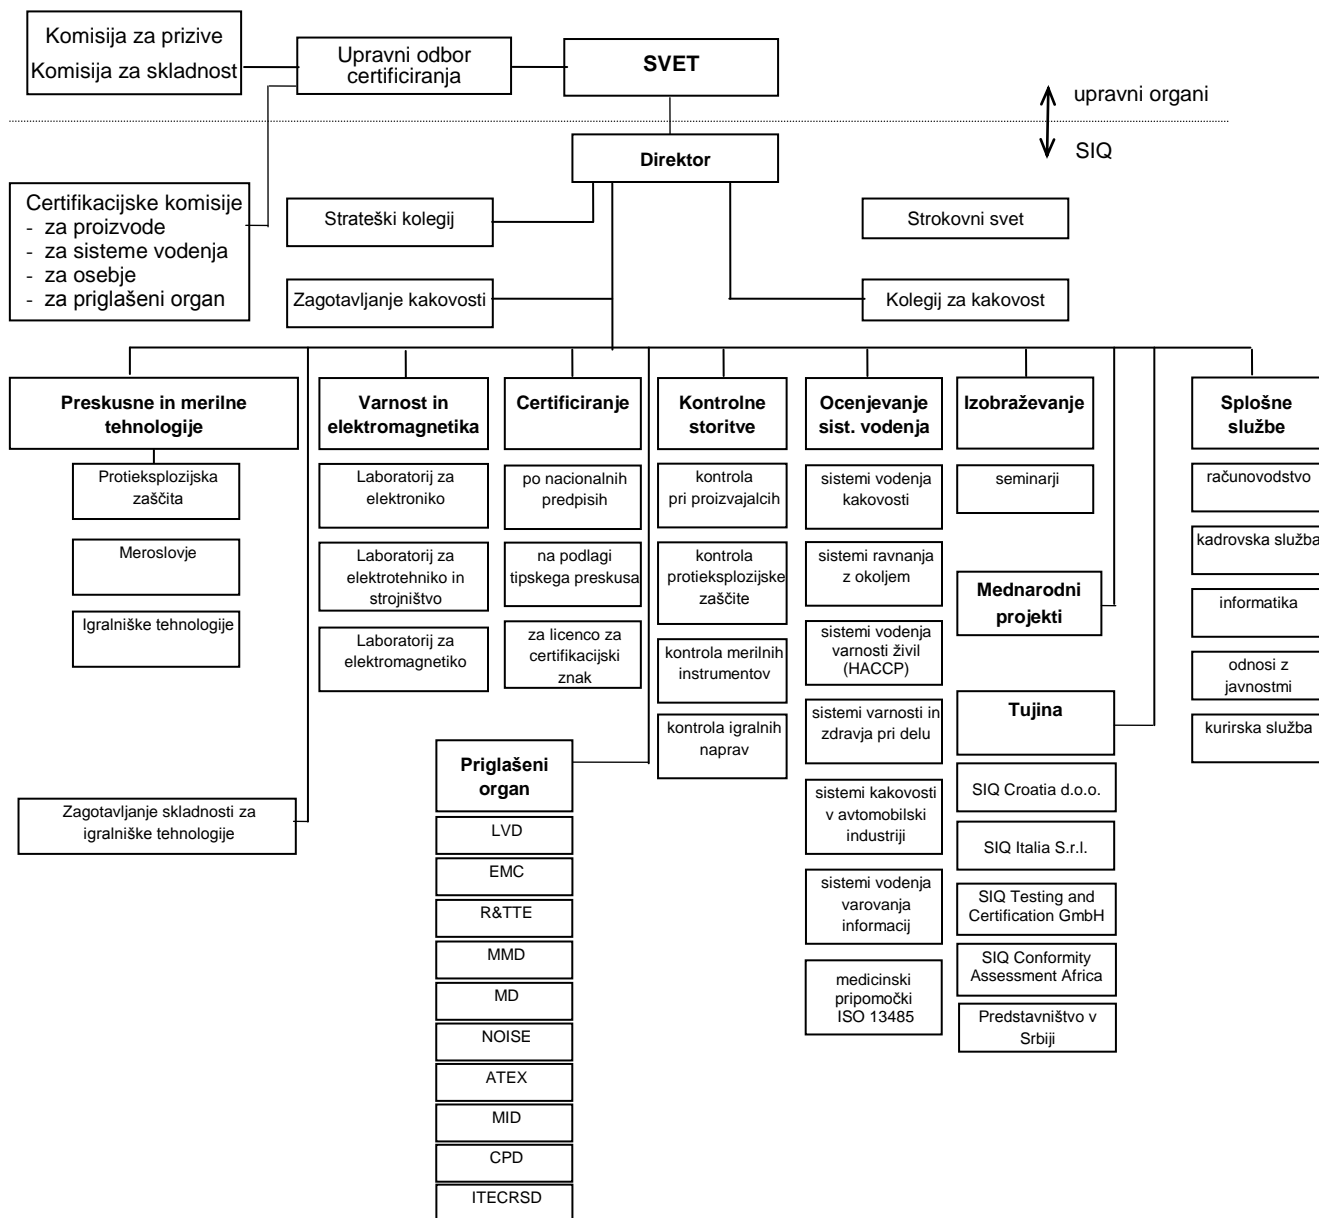 Komisija za prizive
Komisija za skladnost
Upravni odbor
certificiranja
SVET
upravni organi
SIQ
Direktor
Certifikacijske komisije
- za proizvode
- za sisteme vodenja
- za osebje
- za priglašeni organ
Strateški kolegij
Strokovni svet
Zagotavljanje kakovosti
Kolegij za kakovost
Preskusne in merilne
tehnologije
Protieksplozijska
zaščita
Meroslovje
Igralniške tehnologije
Zagotavljanje skladnosti za
igralniške tehnologije
Varnost in
elektromagnetika
Laboratorij za
elektroniko
Laboratorij za
elektrotehniko in
strojništvo
Laboratorij za
elektromagnetiko
Certificiranje
po nacionalnih
predpisih
na podlagi
tipskega preskusa
za licenco za
certifikacijski
znak
Priglašeni
organ
LVD
EMC
R&TTE
MMD
MD
NOISE
ATEX
MID
CPD
ITECRSD
Kontrolne
storitve
kontrola
pri proizvajalcih
kontrola
protieksplozijske
zaščite
kontrola merilnih
instrumentov
kontrola igralnih
naprav
Ocenjevanje
sist. vodenja
sistemi vodenja
kakovosti
sistemi ravnanja
z okoljem
sistemi vodenja
varnosti živil
(HACCP)
sistemi varnosti in
zdravja pri delu
sistemi kakovosti
v avtomobilski
industriji
sistemi vodenja
varovanja
informacij
medicinski
pripomočki
ISO 13485
Izobraževanje
seminarji
Mednarodni
projekti
Tujina
SIQ Croatia d.o.o.
SIQ Italia S.r.l.
SIQ Testing and
Certification GmbH
SIQ Conformity
Assessment Africa
Predstavništvo v
Srbiji
Splošne
službe
računovodstvo
kadrovska služba
informatika
odnosi z
javnostmi
kurirska služba